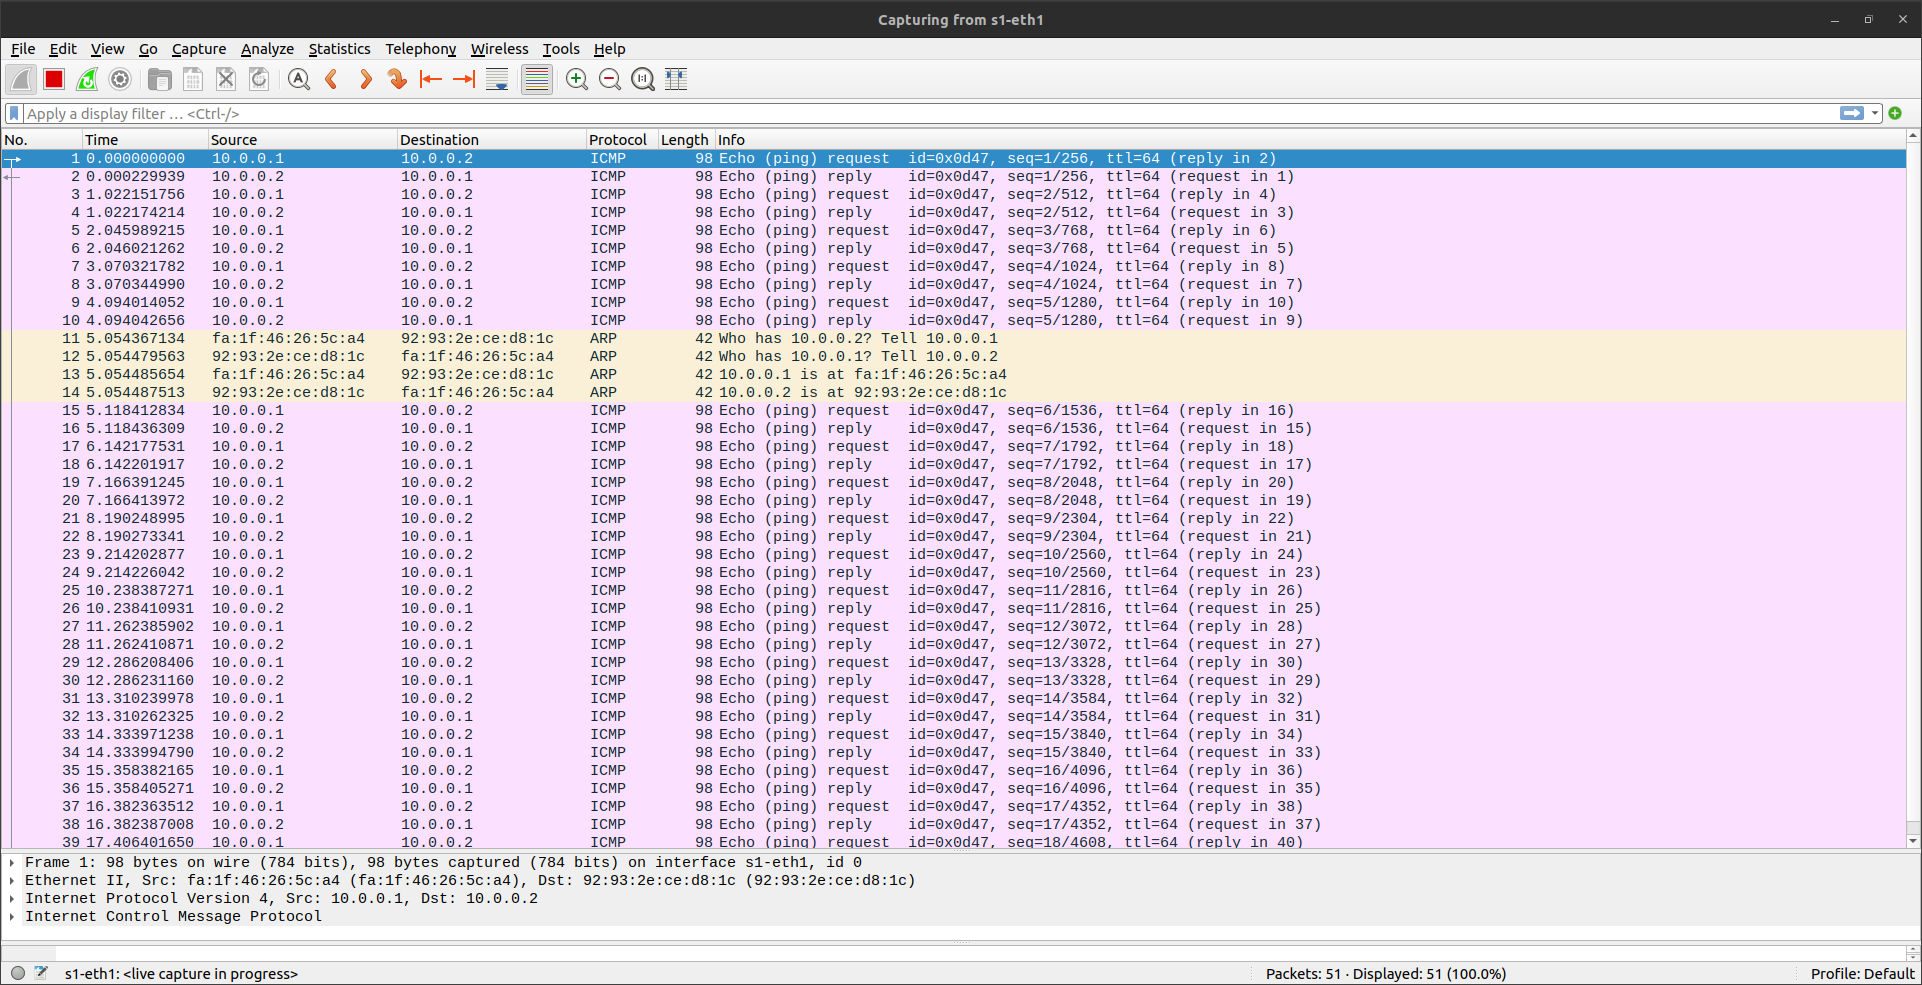 Capturing from s1-eth1
File Edit View Go Capture Analyze Statistics Telephony Wireless Tools Help
Apply a display filter … <Ctrl-/>
No. Time Source Destination Protocol Length Info
1 0.000000000 10.0.0.1 10.0.0.2 ICMP 98 Echo (ping) request id=0x0d47, seq=1/256, ttl=64 (reply in 2)
2 0.000229939 10.0.0.2 10.0.0.1 ICMP 98 Echo (ping) reply id=0x0d47, seq=1/256, ttl=64 (request in 1)
3 1.022151756 10.0.0.1 10.0.0.2 ICMP 98 Echo (ping) request id=0x0d47, seq=2/512, ttl=64 (reply in 4)
4 1.022174214 10.0.0.2 10.0.0.1 ICMP 98 Echo (ping) reply id=0x0d47, seq=2/512, ttl=64 (request in 3)
5 2.045989215 10.0.0.1 10.0.0.2 ICMP 98 Echo (ping) request id=0x0d47, seq=3/768, ttl=64 (reply in 6)
6 2.046021262 10.0.0.2 10.0.0.1 ICMP 98 Echo (ping) reply id=0x0d47, seq=3/768, ttl=64 (request in 5)
7 3.070321782 10.0.0.1 10.0.0.2 ICMP 98 Echo (ping) request id=0x0d47, seq=4/1024, ttl=64 (reply in 8)
8 3.070344990 10.0.0.2 10.0.0.1 ICMP 98 Echo (ping) reply id=0x0d47, seq=4/1024, ttl=64 (request in 7)
9 4.094014052 10.0.0.1 10.0.0.2 ICMP 98 Echo (ping) request id=0x0d47, seq=5/1280, ttl=64 (reply in 10)
10 4.094042656 10.0.0.2 10.0.0.1 ICMP 98 Echo (ping) reply id=0x0d47, seq=5/1280, ttl=64 (request in 9)
11 5.054367134 fa:1f:46:26:5c:a4 92:93:2e:ce:d8:1c ARP 42 Who has 10.0.0.2? Tell 10.0.0.1
12 5.054479563 92:93:2e:ce:d8:1c fa:1f:46:26:5c:a4 ARP 42 Who has 10.0.0.1? Tell 10.0.0.2
13 5.054485654 fa:1f:46:26:5c:a4 92:93:2e:ce:d8:1c ARP 42 10.0.0.1 is at fa:1f:46:26:5c:a4
14 5.054487513 92:93:2e:ce:d8:1c fa:1f:46:26:5c:a4 ARP 42 10.0.0.2 is at 92:93:2e:ce:d8:1c
15 5.118412834 10.0.0.1 10.0.0.2 ICMP 98 Echo (ping) request id=0x0d47, seq=6/1536, ttl=64 (reply in 16)
16 5.118436309 10.0.0.2 10.0.0.1 ICMP 98 Echo (ping) reply id=0x0d47, seq=6/1536, ttl=64 (request in 15)
17 6.142177531 10.0.0.1 10.0.0.2 ICMP 98 Echo (ping) request id=0x0d47, seq=7/1792, ttl=64 (reply in 18)
18 6.142201917 10.0.0.2 10.0.0.1 ICMP 98 Echo (ping) reply id=0x0d47, seq=7/1792, ttl=64 (request in 17)
19 7.166391245 10.0.0.1 10.0.0.2 ICMP 98 Echo (ping) request id=0x0d47, seq=8/2048, ttl=64 (reply in 20)
20 7.166413972 10.0.0.2 10.0.0.1 ICMP 98 Echo (ping) reply id=0x0d47, seq=8/2048, ttl=64 (request in 19)
21 8.190248995 10.0.0.1 10.0.0.2 ICMP 98 Echo (ping) request id=0x0d47, seq=9/2304, ttl=64 (reply in 22)
22 8.190273341 10.0.0.2 10.0.0.1 ICMP 98 Echo (ping) reply id=0x0d47, seq=9/2304, ttl=64 (request in 21)
23 9.214202877 10.0.0.1 10.0.0.2 ICMP 98 Echo (ping) request id=0x0d47, seq=10/2560, ttl=64 (reply in 24)
24 9.214226042 10.0.0.2 10.0.0.1 ICMP 98 Echo (ping) reply id=0x0d47, seq=10/2560, ttl=64 (request in 23)
25 10.238387271 10.0.0.1 10.0.0.2 ICMP 98 Echo (ping) request id=0x0d47, seq=11/2816, ttl=64 (reply in 26)
26 10.238410931 10.0.0.2 10.0.0.1 ICMP 98 Echo (ping) reply id=0x0d47, seq=11/2816, ttl=64 (request in 25)
27 11.262385902 10.0.0.1 10.0.0.2 ICMP 98 Echo (ping) request id=0x0d47, seq=12/3072, ttl=64 (reply in 28)
28 11.262410871 10.0.0.2 10.0.0.1 ICMP 98 Echo (ping) reply id=0x0d47, seq=12/3072, ttl=64 (request in 27)
29 12.286208406 10.0.0.1 10.0.0.2 ICMP 98 Echo (ping) request id=0x0d47, seq=13/3328, ttl=64 (reply in 30)
30 12.286231160 10.0.0.2 10.0.0.1 ICMP 98 Echo (ping) reply id=0x0d47, seq=13/3328, ttl=64 (request in 29)
31 13.310239978 10.0.0.1 10.0.0.2 ICMP 98 Echo (ping) request id=0x0d47, seq=14/3584, ttl=64 (reply in 32)
32 13.310262325 10.0.0.2 10.0.0.1 ICMP 98 Echo (ping) reply id=0x0d47, seq=14/3584, ttl=64 (request in 31)
33 14.333971238 10.0.0.1 10.0.0.2 ICMP 98 Echo (ping) request id=0x0d47, seq=15/3840, ttl=64 (reply in 34)
34 14.333994790 10.0.0.2 10.0.0.1 ICMP 98 Echo (ping) reply id=0x0d47, seq=15/3840, ttl=64 (request in 33)
35 15.358382165 10.0.0.1 10.0.0.2 ICMP 98 Echo (ping) request id=0x0d47, seq=16/4096, ttl=64 (reply in 36)
36 15.358405271 10.0.0.2 10.0.0.1 ICMP 98 Echo (ping) reply id=0x0d47, seq=16/4096, ttl=64 (request in 35)
37 16.382363512 10.0.0.1 10.0.0.2 ICMP 98 Echo (ping) request id=0x0d47, seq=17/4352, ttl=64 (reply in 38)
38 16.382387008 10.0.0.2 10.0.0.1 ICMP 98 Echo (ping) reply id=0x0d47, seq=17/4352, ttl=64 (request in 37)
39 17.406401650 10.0.0.1 10.0.0.2 ICMP 98 Echo (ping) request id=0x0d47, seq=18/4608, ttl=64 (reply in 40)
Frame 1: 98 bytes on wire (784 bits), 98 bytes captured (784 bits) on interface s1-eth1, id 0
Ethernet II, Src: fa:1f:46:26:5c:a4 (fa:1f:46:26:5c:a4), Dst: 92:93:2e:ce:d8:1c (92:93:2e:ce:d8:1c)
Internet Protocol Version 4, Src: 10.0.0.1, Dst: 10.0.0.2
Internet Control Message Protocol
s1-eth1: <live capture in progress> Packets: 51 · Displayed: 51 (100.0%) Profile: Default